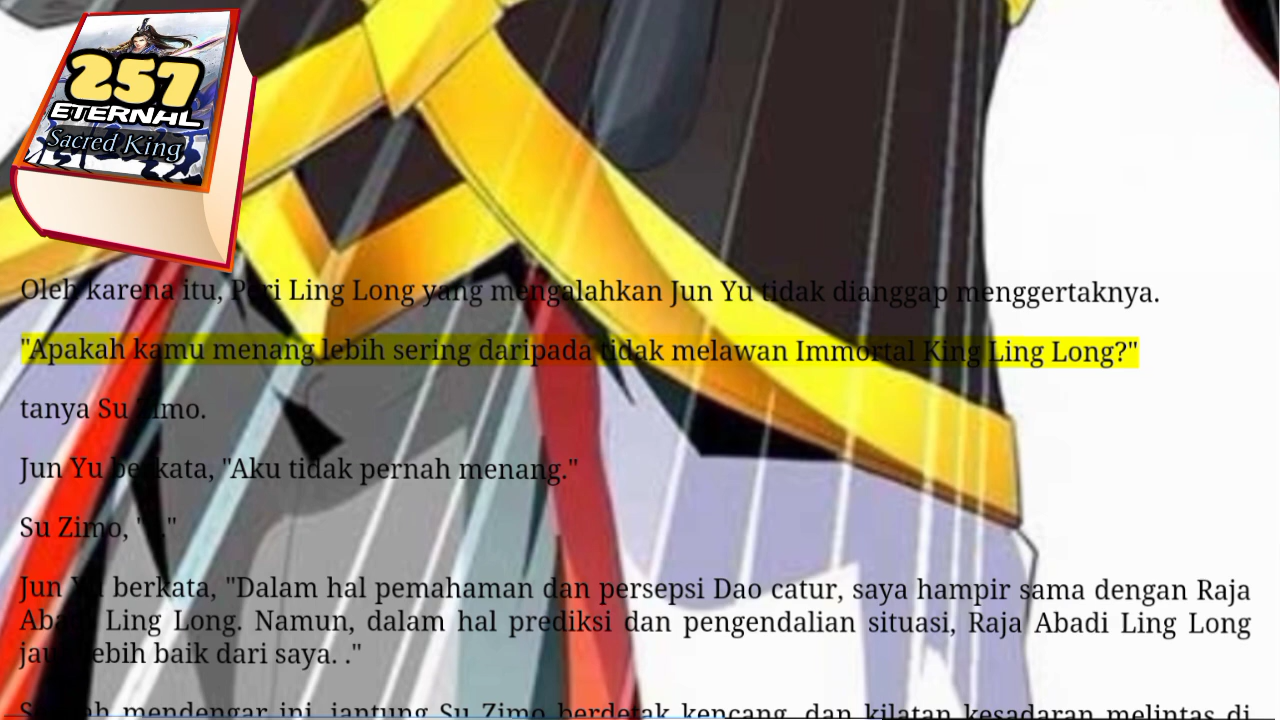 257
ETERNAL
Sacred King
Oleh karena itu, Peri Ling Long yang mengalahkan Jun Yu tidak dianggap menggertaknya.
"Apakah kamu menang lebih sering daripada tidak melawan Immortal King Ling Long?"
tanya Su Zimo.
Jun Yu berkata, "Aku tidak pernah menang."
Su Zimo, ". ."
Jun Yu berkata, "Dalam hal pemahaman dan persepsi Dao catur, saya hampir sama dengan Raja
Abadi Ling Long. Namun, dalam hal prediksi dan pengendalian situasi, Raja Abadi Ling Long
jauh lebih baik dari saya. ."
Setelah mendengar ini, jantung Su Zimo berdetak kencang, dan kilatan kesadaran melintas di